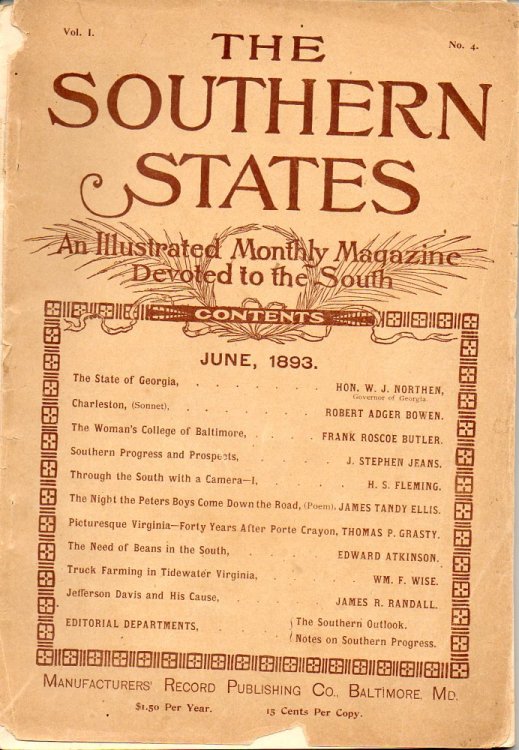 Vol. I.
No. 4.
THE
SOUTHERN
STATES
An Illustrated Monthly Magazine
Devoted to the South
CONTENTS
JUNE, 1893.
The State of Georgia, . . . . . HON. W. J. NORTHEN,
Governor of Georgia.
Charleston, (Sonnet), . . . . . ROBERT ADGER BOWEN.
The Woman's College of Baltimore, . . . FRANK ROSCOE BUTLER.
Southern Progress and Prospects, . . . J. STEPHEN JEANS.
Through the South with a Camera—I, . . . H. S. FLEMING.
The Night the Peters Boys Come Down the Road, (Poem). JAMES TANDY ELLIS.
Picturesque Virginia—Forty Years After Porte Crayon, THOMAS P. GRASTY.
The Need of Beans in the South, . . . EDWARD ATKINSON.
Truck Farming in Tidewater Virginia, . . . WM. F. WISE.
Jefferson Davis and His Cause, . . . JAMES R. RANDALL.
EDITORIAL DEPARTMENTS, . . . The Southern Outlook.
Notes on Southern Progress.
MANUFACTURERS' RECORD PUBLISHING CO., BALTIMORE, MD.
$1.50 Per Year. 15 Cents Per Copy.